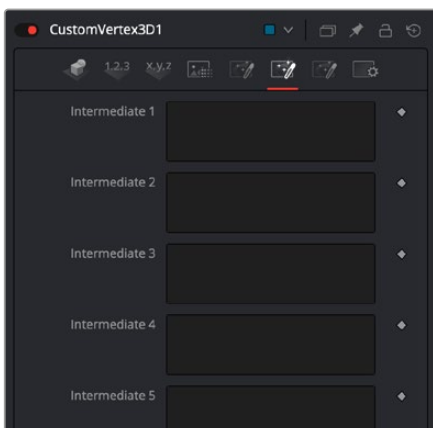 CustomVertex3D1
1.2.3 x.y.z
Intermediate 1
Intermediate 2
Intermediate 3
Intermediate 4
Intermediate 5